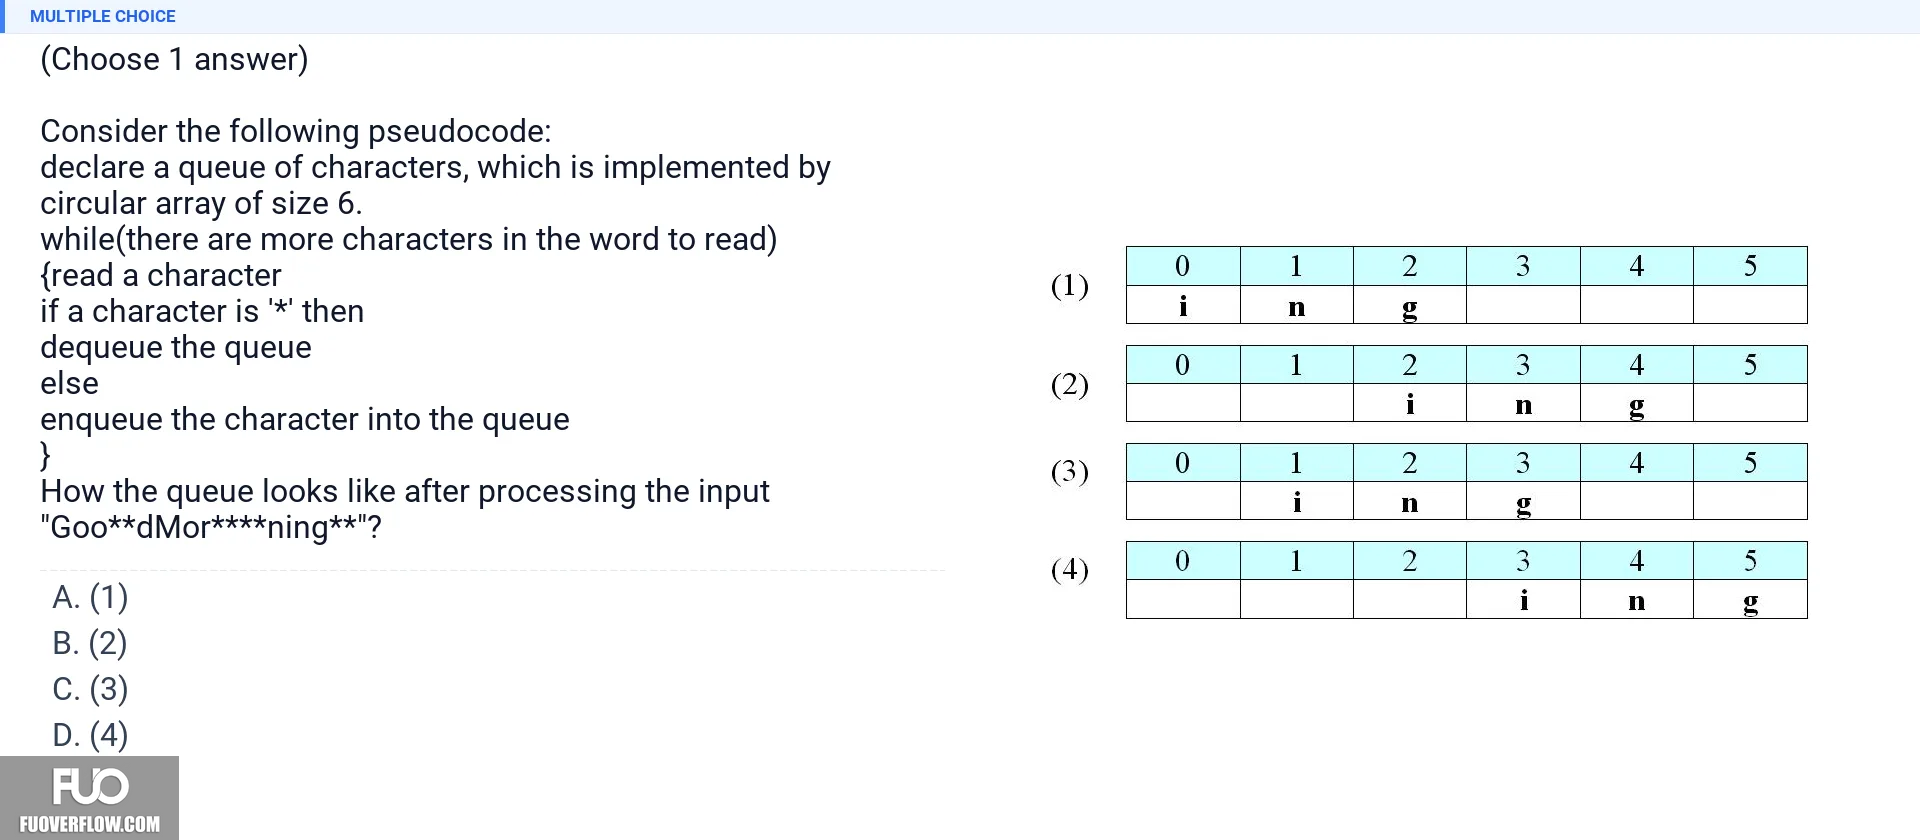 MULTIPLE CHOICE
(Choose 1 answer)
Consider the following pseudocode:
declare a queue of characters, which is implemented by
circular array of size 6.
while(there are more characters in the word to read)
{read a character
if a character is '*' then
dequeue the queue
else
enqueue the character into the queue
}
How the queue looks like after processing the input
"Goo**dMor****ning**"?
A. (1)
B. (2)
C. (3)
D. (4)
(1)
0 1 2 3 4 5
i n g
(2)
0 1 2 3 4 5
i n g
(3)
0 1 2 3 4 5
i n g
(4)
0 1 2 3 4 5
i n g
FUO
FUOVERFLOW.COM